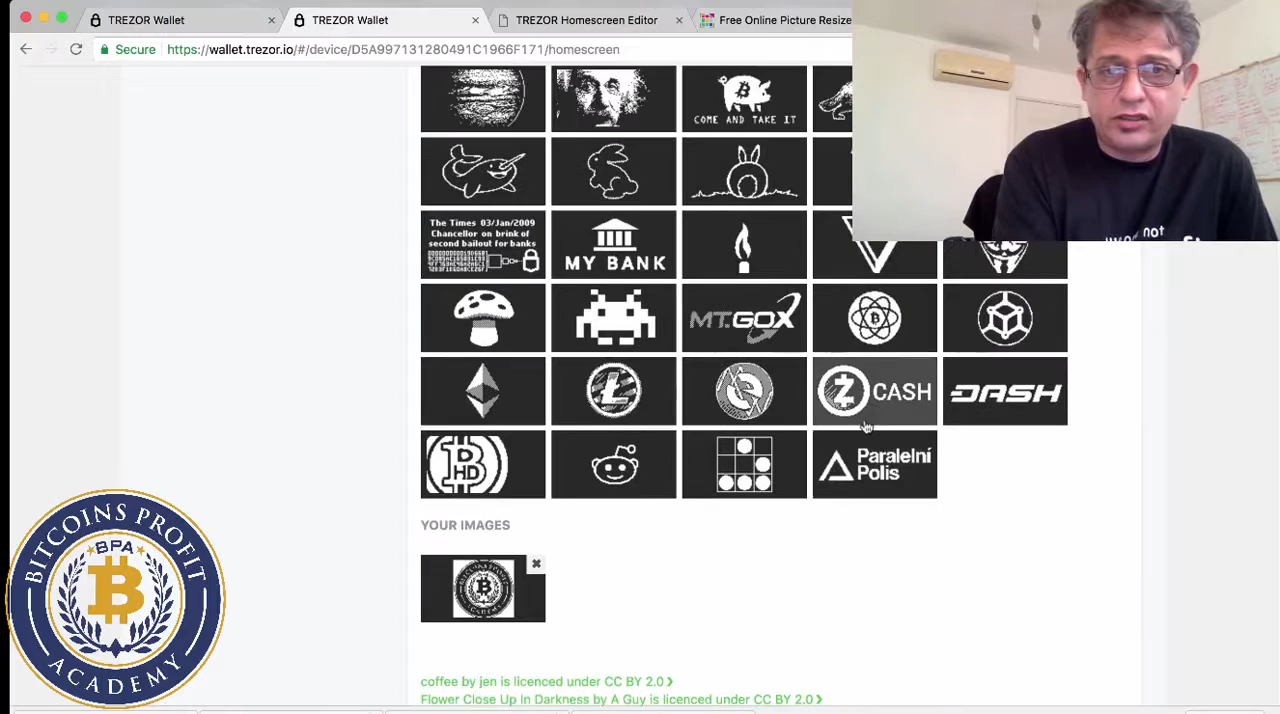 TREZOR Wallet
TREZOR Wallet
TREZOR Homescreen Editor
Free Online Picture Resize
Secure
https://wallet.trezor.io/#/device/D5A997131280491C1966F171/homescreen
COME AND TAKE IT
The Times 03/Jan/2009
Chancellor on brink of
second bailout for banks
MY BANK
MT.GOX
CASH
DASH
HD
Paralelní
Polis
YOUR IMAGES
coffee by jen is licenced under CC BY 2.0
Flower Close Up in Darkness by A Guy is licenced under CC BY 2.0
BITCOINS PROFIT
BPA
ACADEMY
not